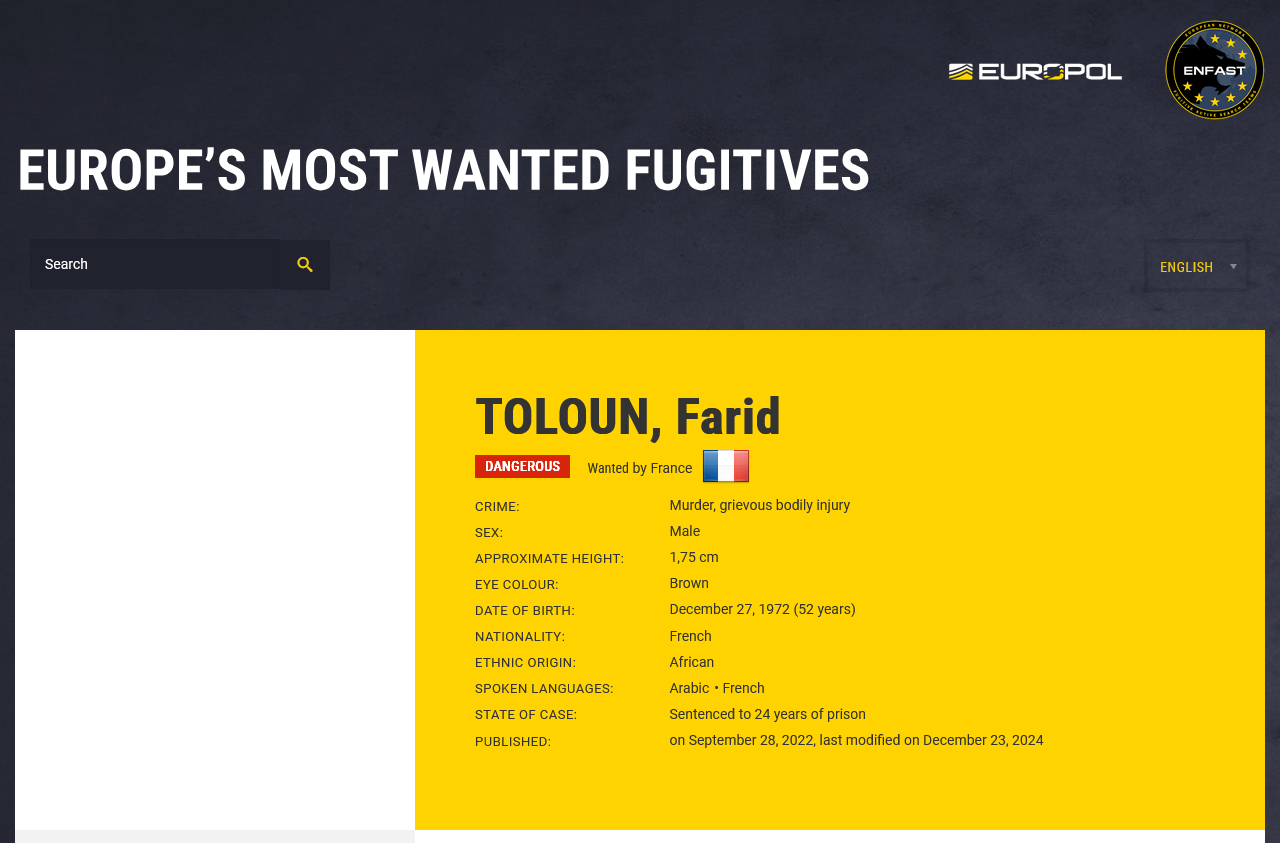 EUROPOL
EUROPEAN NETWORK
ENFAST
FUGITIVE ACTIVE SEARCH TEAMS
EUROPE’S MOST WANTED FUGITIVES
Search
ENGLISH
TOLOUN, Farid
DANGEROUS Wanted by France
CRIME: Murder, grievous bodily injury
SEX: Male
APPROXIMATE HEIGHT: 1,75 cm
EYE COLOUR: Brown
DATE OF BIRTH: December 27, 1972 (52 years)
NATIONALITY: French
ETHNIC ORIGIN: African
SPOKEN LANGUAGES: Arabic • French
STATE OF CASE: Sentenced to 24 years of prison
PUBLISHED: on September 28, 2022, last modified on December 23, 2024